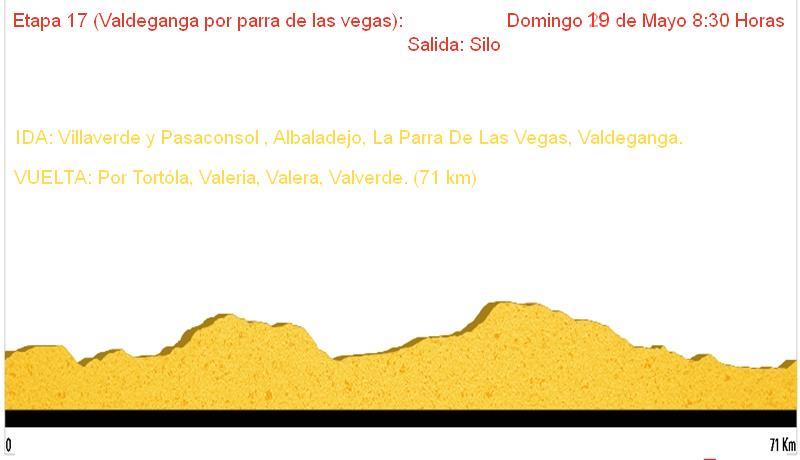 Etapa 17 (Valdeganga por parra de las vegas): Domingo 19 de Mayo 8:30 Horas
Salida: Silo
IDA: Villaverde y Pasaconsol , Albaladejo, La Parra De Las Vegas, Valdeganga.
VUELTA: Por Tortóla, Valeria, Valera, Valverde. (71 km)
0 71 Km